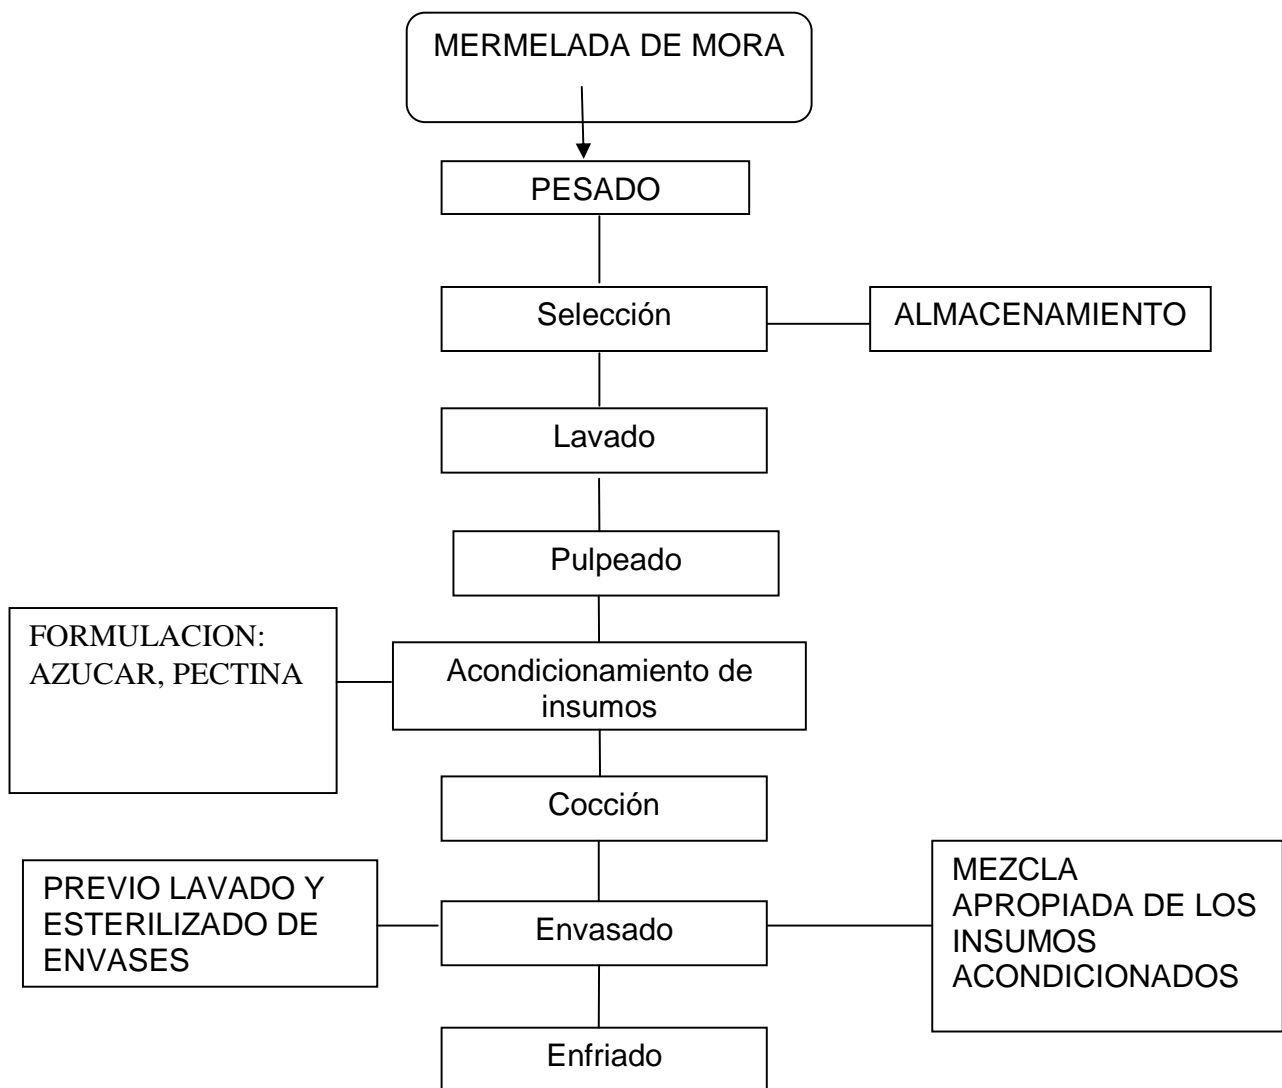 MERMELADA DE MORA
PESADO
Selección
ALMACENAMIENTO
Lavado
Pulpeado
FORMULACION:
AZUCAR, PECTINA
Acondicionamiento de
insumos
Cocción
PREVIO LAVADO Y
ESTERILIZADO DE
ENVASES
Envasado
MEZCLA
APROPIADA DE LOS
INSUMOS
ACONDICIONADOS
Enfriado